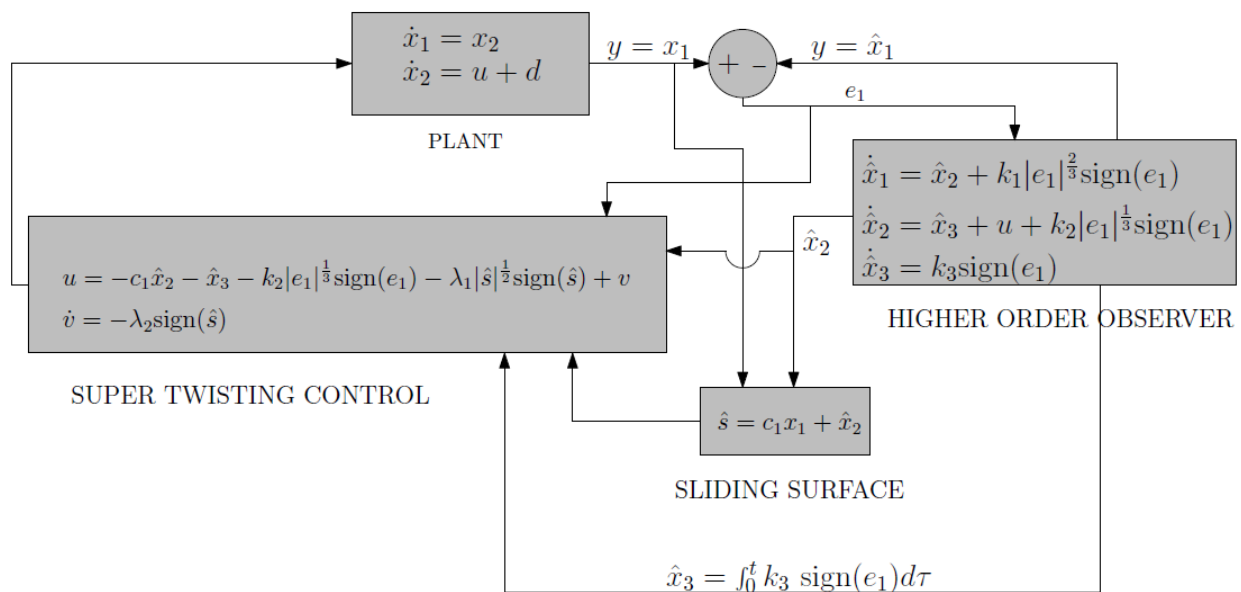 ẋ₁ = x₂
ẋ₂ = u + d
PLANT
y = x₁
+ -
y = x̂₁
e₁
x̂̇₁ = x̂₂ + k₁|e₁|^{2/3}sign(e₁)
x̂̇₂ = x̂₃ + u + k₂|e₁|^{1/3}sign(e₁)
x̂̇₃ = k₃sign(e₁)
HIGHER ORDER OBSERVER
x̂₂
u = −c₁x̂₂ − x̂₃ − k₂|e₁|^{1/3}sign(e₁) − λ₁|ŝ|^{1/2}sign(ŝ) + v
v̇ = −λ₂sign(ŝ)
SUPER TWISTING CONTROL
ŝ = c₁x₁ + x̂₂
SLIDING SURFACE
x̂₃ = ∫₀ᵗ k₃ sign(e₁)dτ